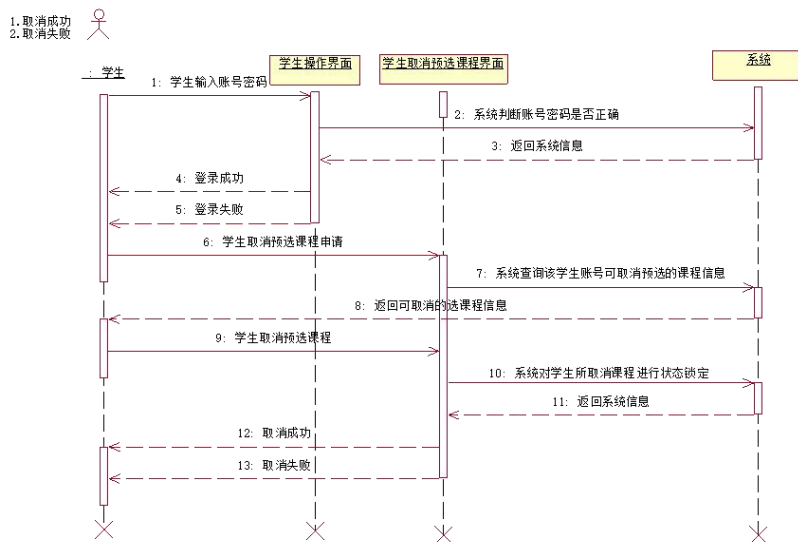 1.取消成功
2.取消失败
: 学生
学生操作界面
学生取消预选课程界面
系统
1: 学生输入账号密码
2: 系统判断账号密码是否正确
3: 返回系统信息
4: 登录成功
5: 登录失败
6: 学生取消预选课程申请
7: 系统查询该学生账号可取消预选的课程信息
8: 返回可取消的选课程信息
9: 学生取消预选课程
10: 系统对学生所取消课程进行状态锁定
11: 返回系统信息
12: 取消成功
13: 取消失败